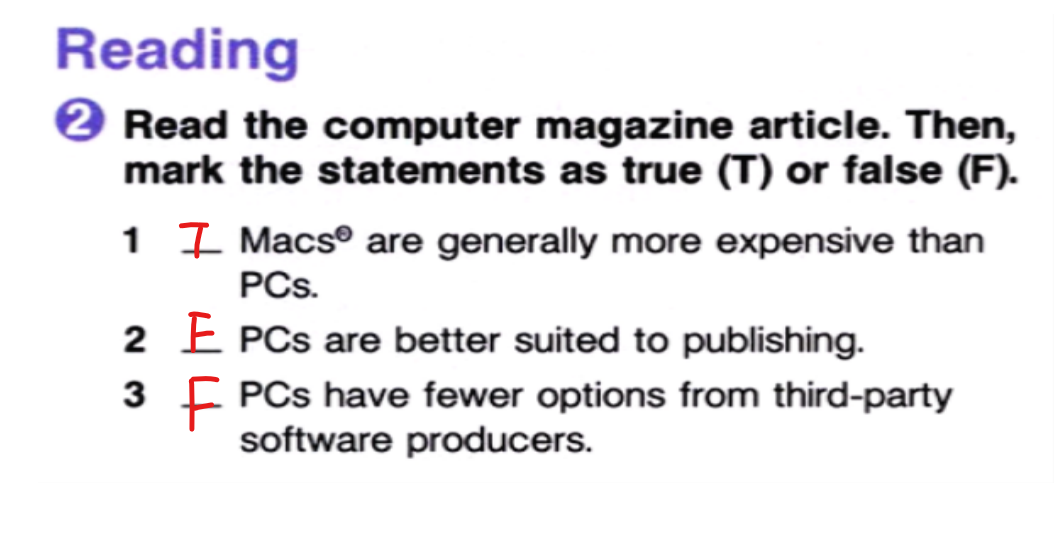 Reading
2 Read the computer magazine article. Then,
mark the statements as true (T) or false (F).
1 T Macs® are generally more expensive than
PCs.
2 F PCs are better suited to publishing.
3 F PCs have fewer options from third-party
software producers.